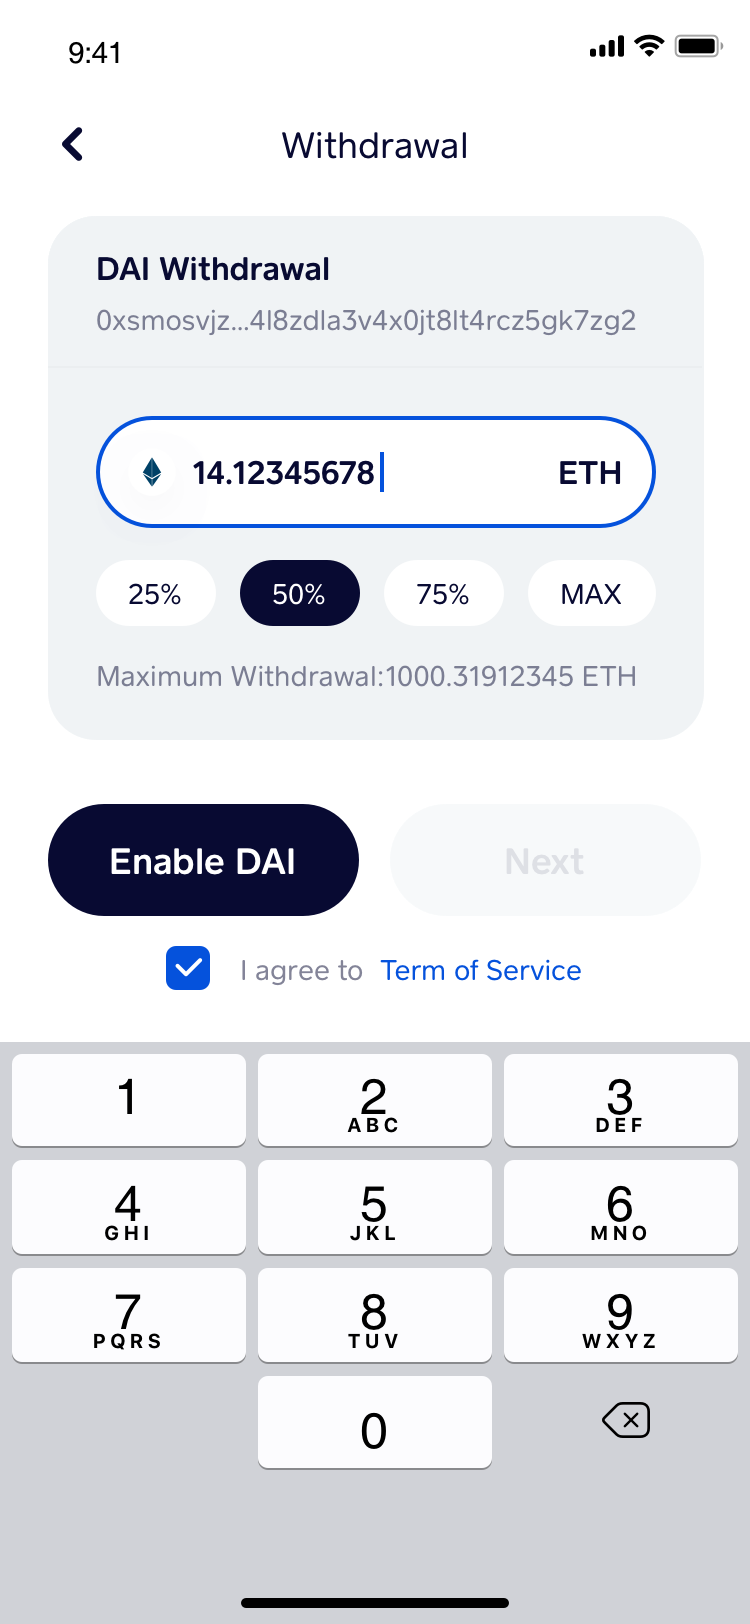 9:41
Withdrawal
DAI Withdrawal
0xsmosvjz...4l8zdla3v4x0jt8lt4rcz5gk7zg2
14.12345678 ETH
25% 50% 75% MAX
Maximum Withdrawal:1000.31912345 ETH
Enable DAI Next
I agree to Term of Service
1 2 3
ABC DEF
4 5 6
GHI JKL MNO
7 8 9
PQRS TUV WXYZ
0